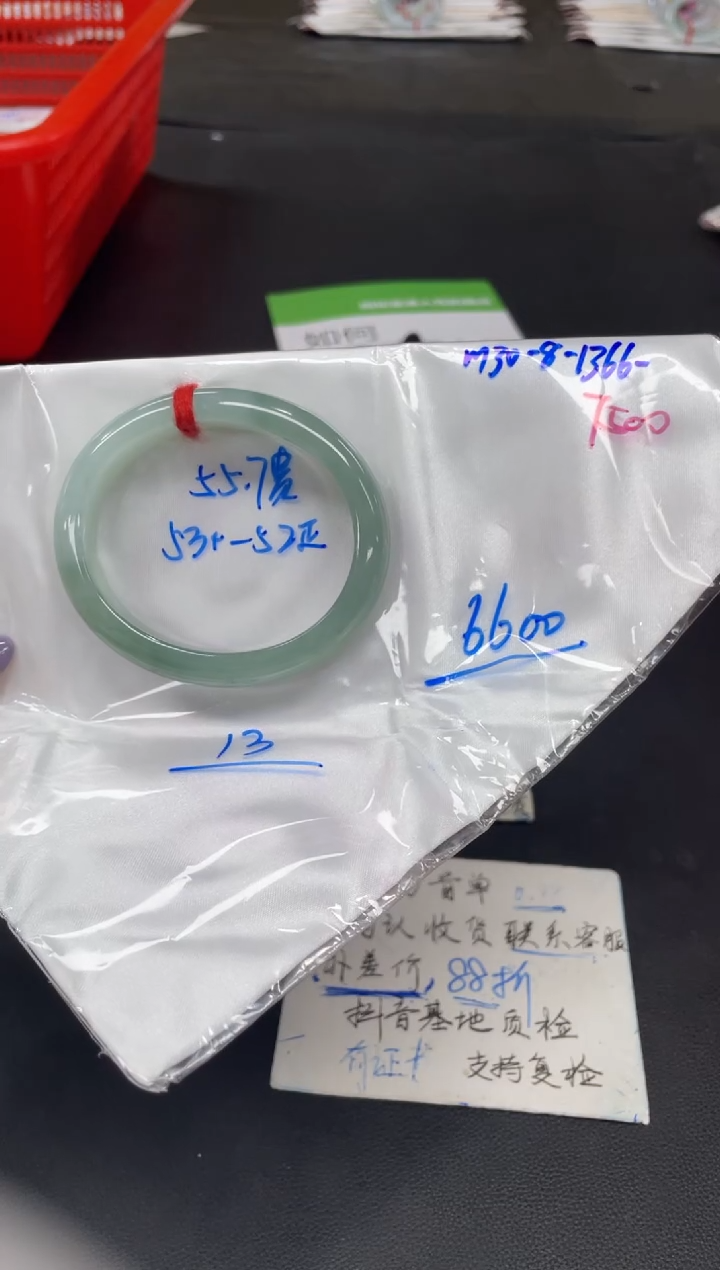 m30-8-1366-
7500
55.7贵
53+-52正
6600
13
首单
认收货联系客服
补差价,88折
抖音基地质检
有证书 支持复检